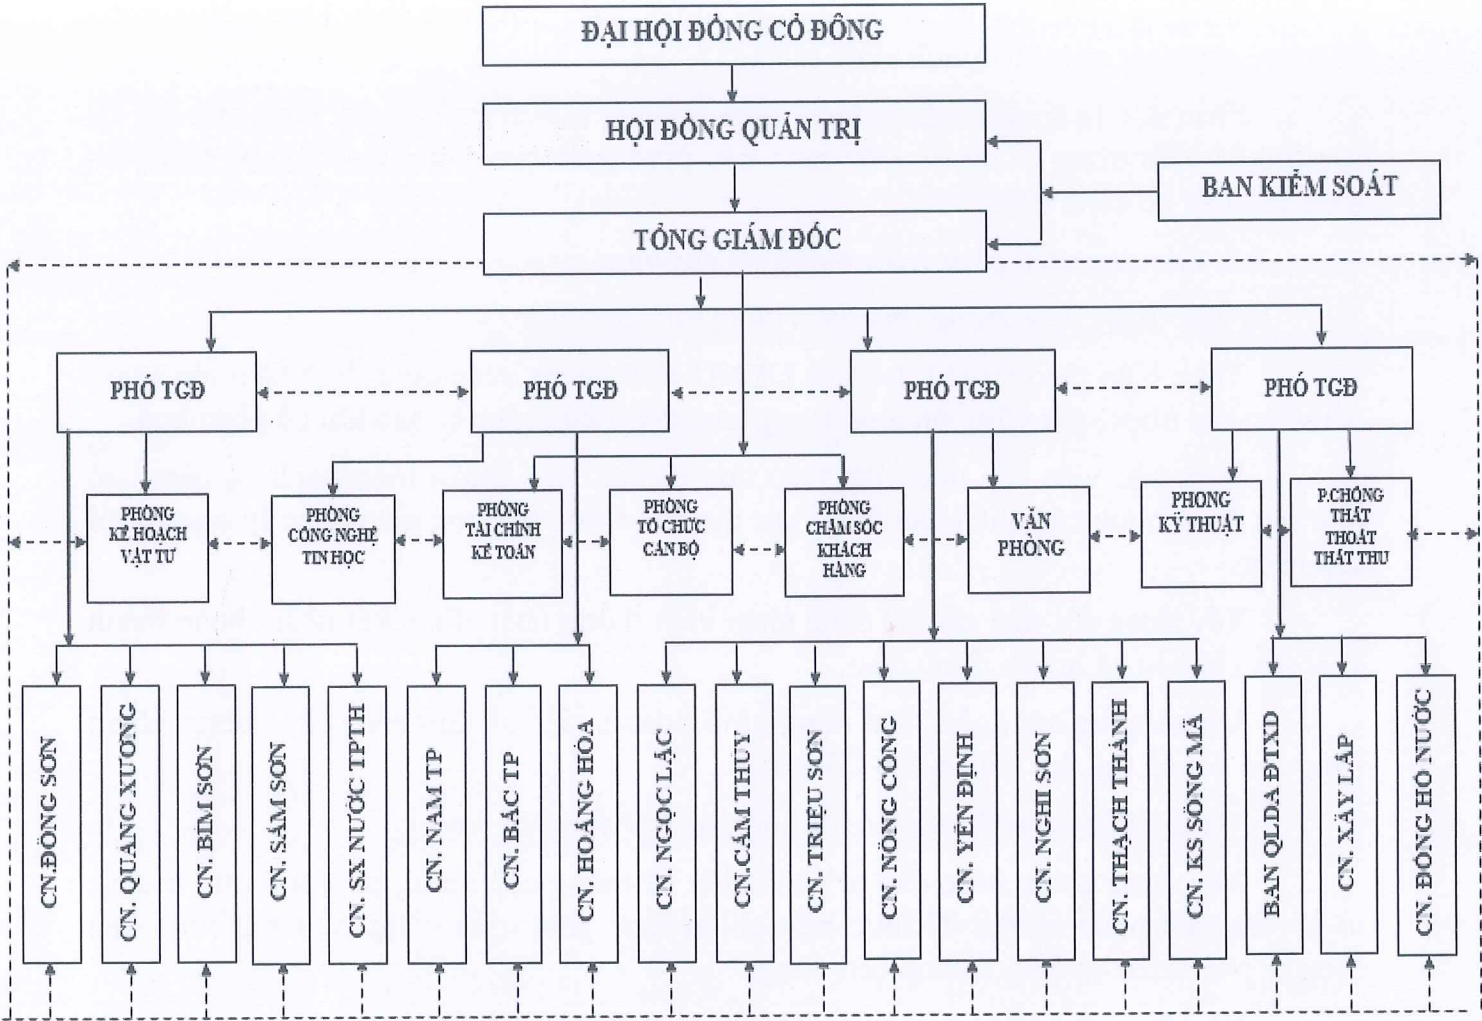 ĐẠI HỘI ĐỒNG CỔ ĐÔNG
HỘI ĐỒNG QUẢN TRỊ
BAN KIỂM SOÁT
TỔNG GIÁM ĐỐC
PHÓ TGĐ
PHÓ TGĐ
PHÓ TGĐ
PHÓ TGĐ
PHÒNG
KẾ HOẠCH
VẬT TƯ
PHÒNG
CÔNG NGHỆ
TIN HỌC
PHÒNG
TÀI CHÍNH
KẾ TOÁN
PHÒNG
TỔ CHỨC
CÁN BỘ
PHÒNG
CHĂM SÓC
KHÁCH
HÀNG
VĂN
PHÒNG
PHÒNG
KỸ THUẬT
P.CHỐNG
THẤT
THOÁT
THẤT THU
CN.ĐÔNG SƠN
CN. QUẢNG XƯƠNG
CN. BỈM SƠN
CN. SẦM SƠN
CN. SX NƯỚC TPTH
CN. NAM TP
CN. BẮC TP
CN. HOẰNG HÓA
CN. NGỌC LẶC
CN.CẨM THỦY
CN. TRIỆU SƠN
CN. NÔNG CỐNG
CN. YÊN ĐỊNH
CN. NGHI SƠN
CN. THẠCH THÀNH
CN. KS SÔNG MÃ
BAN QLDA ĐTXD
CN. XÂY LẮP
CN. ĐỒNG HỒ NƯỚC